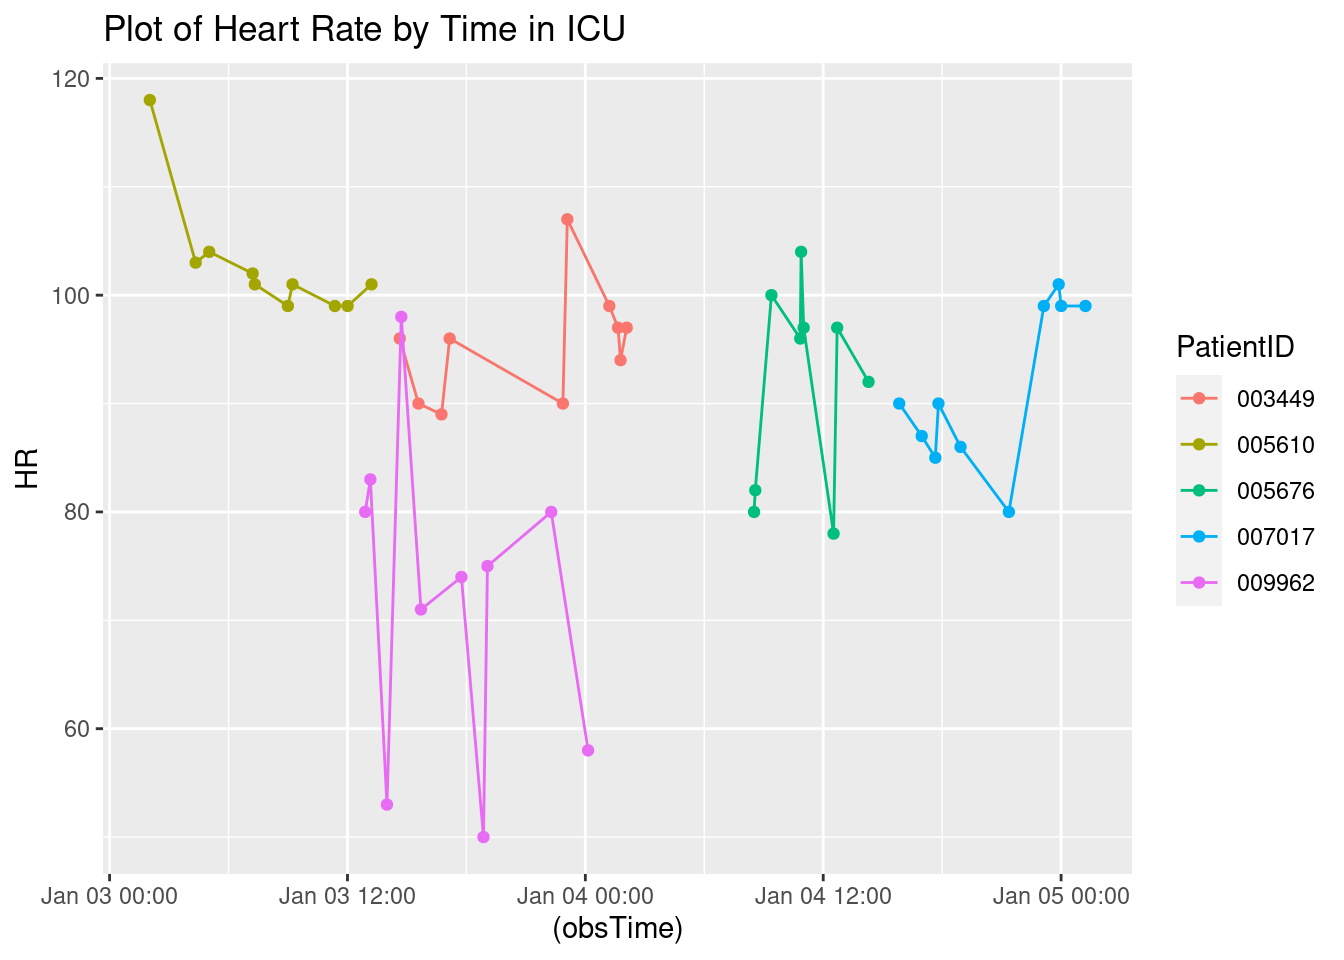 Plot of Heart Rate by Time in ICU
120
100
80
60
HR
Jan 03 00:00
Jan 03 12:00
Jan 04 00:00
Jan 04 12:00
Jan 05 00:00
(obsTime)
PatientID
003449
005610
005676
007017
009962